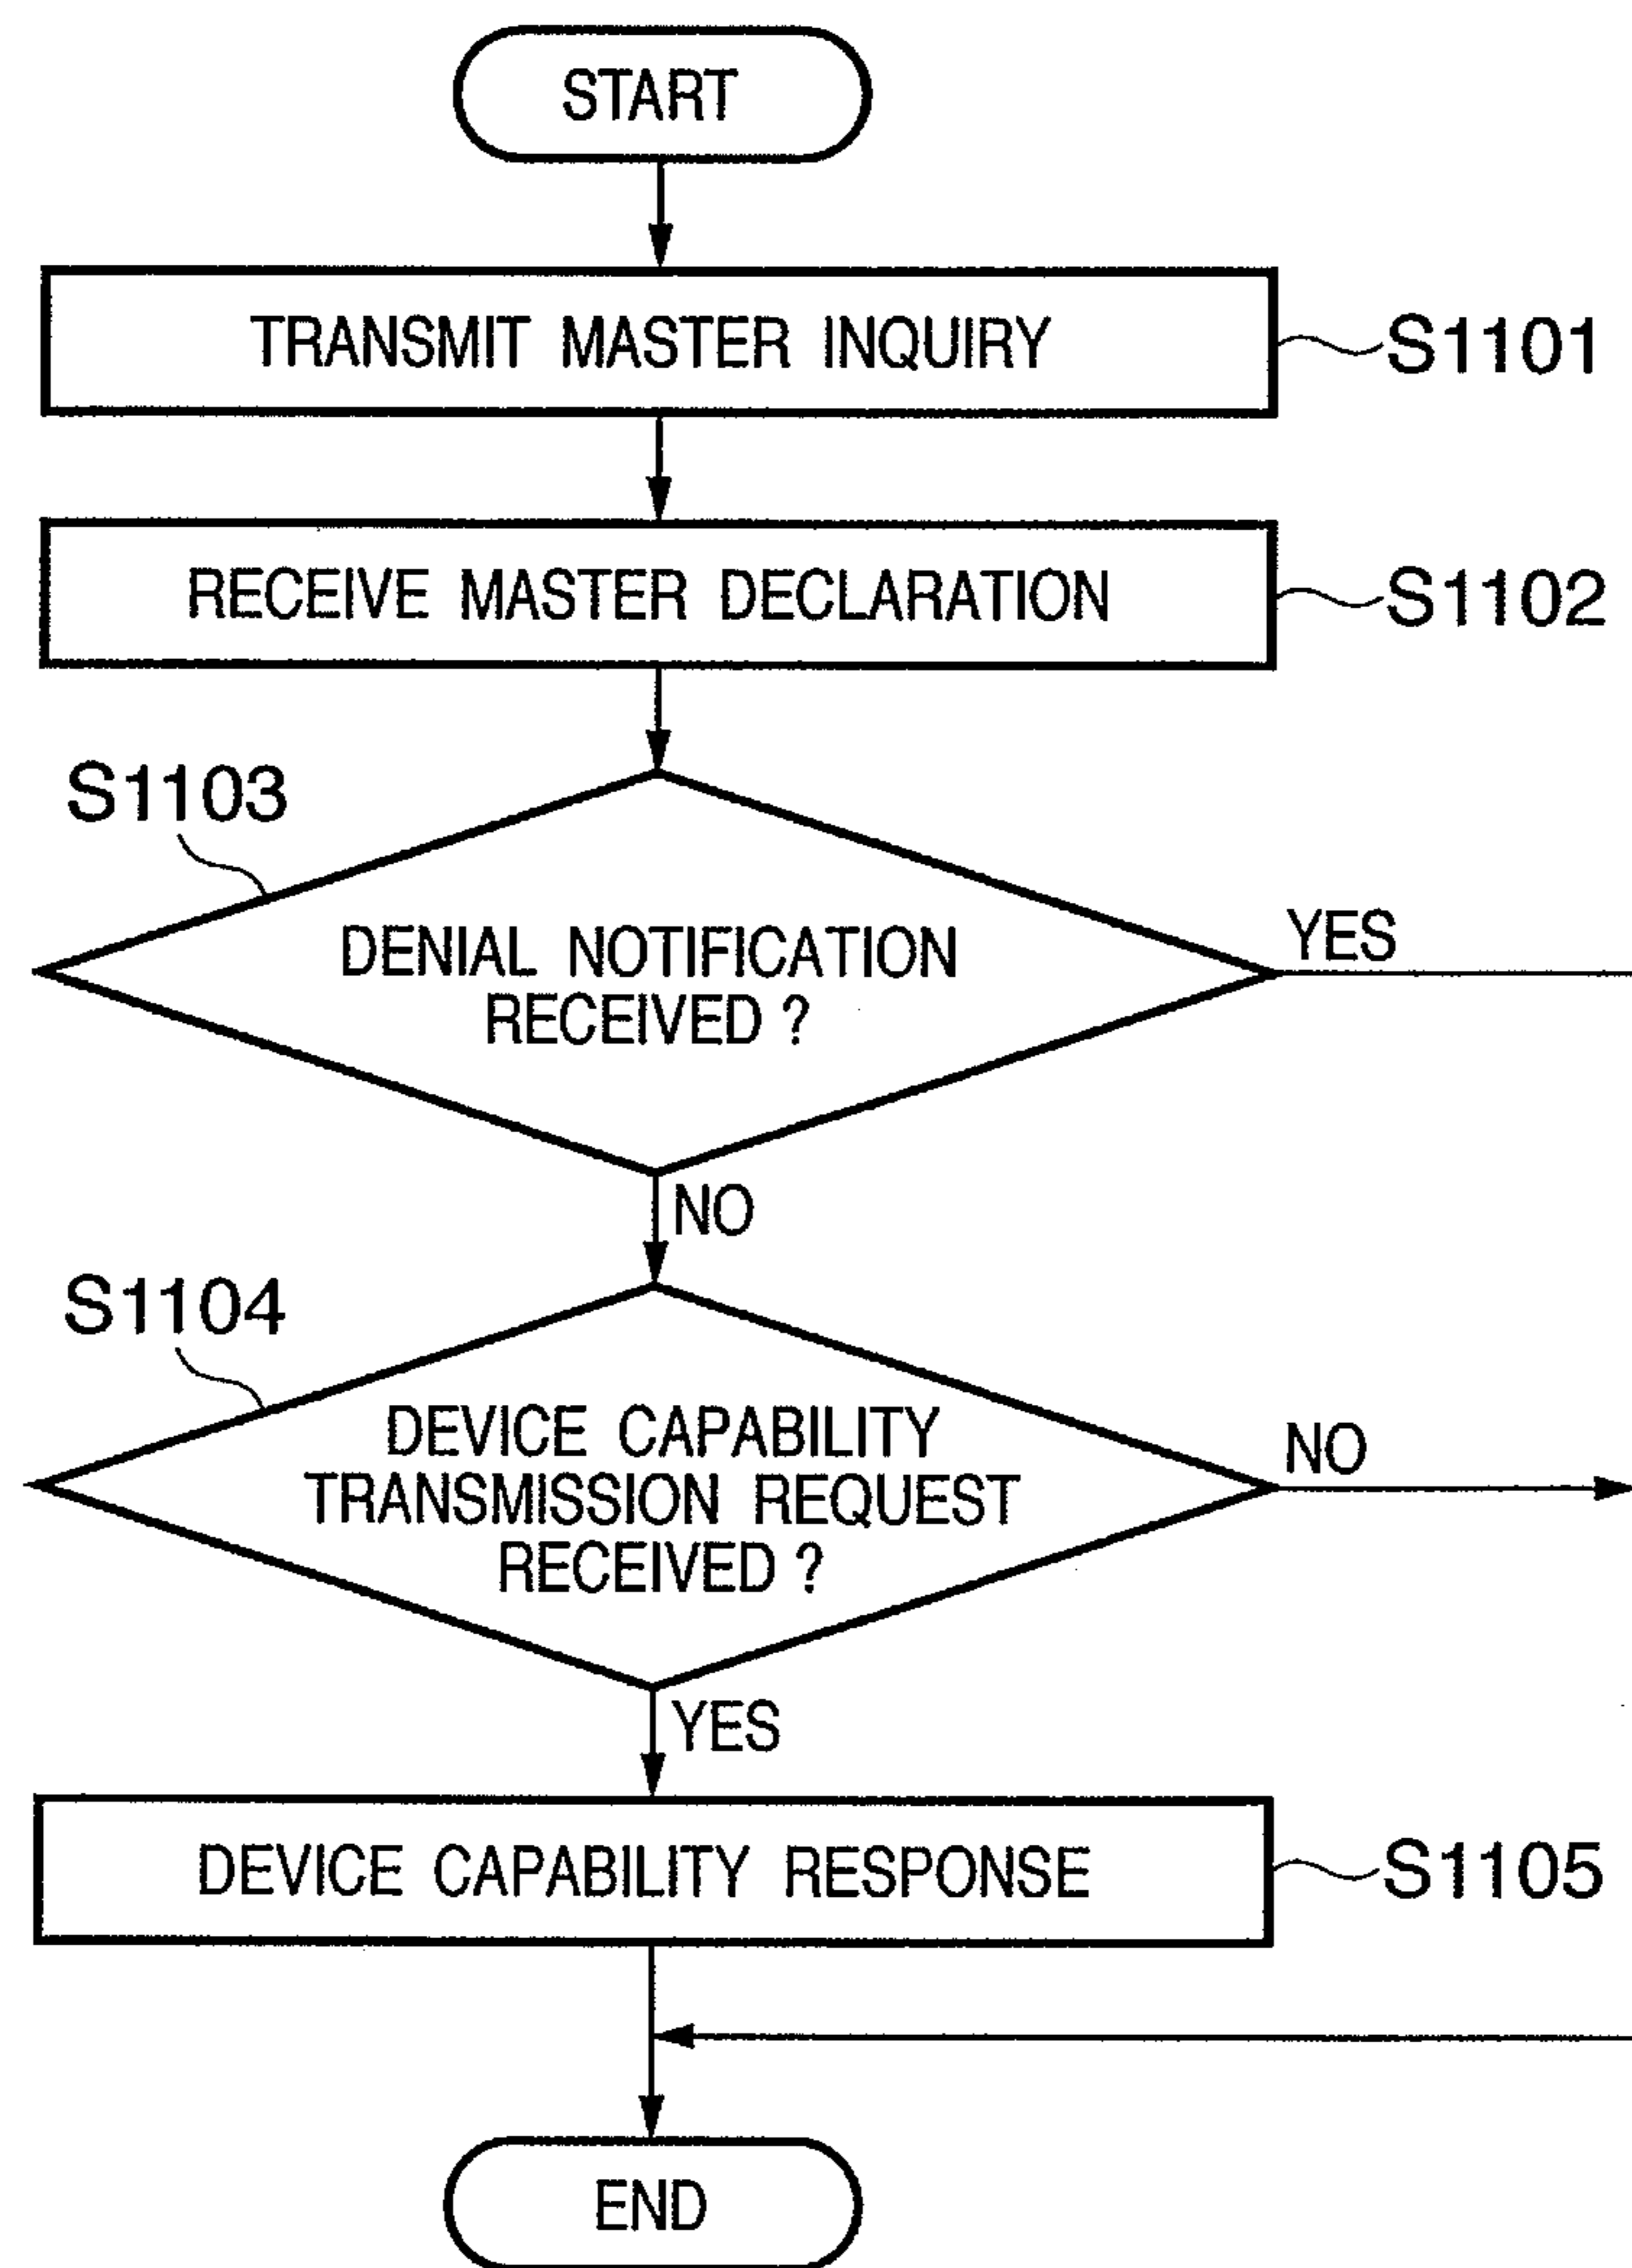 START
TRANSMIT MASTER INQUIRY
S1101
RECEIVE MASTER DECLARATION
S1102
S1103
DENIAL NOTIFICATION
RECEIVED ?
YES
NO
S1104
DEVICE CAPABILITY
TRANSMISSION REQUEST
RECEIVED ?
NO
YES
DEVICE CAPABILITY RESPONSE
S1105
END